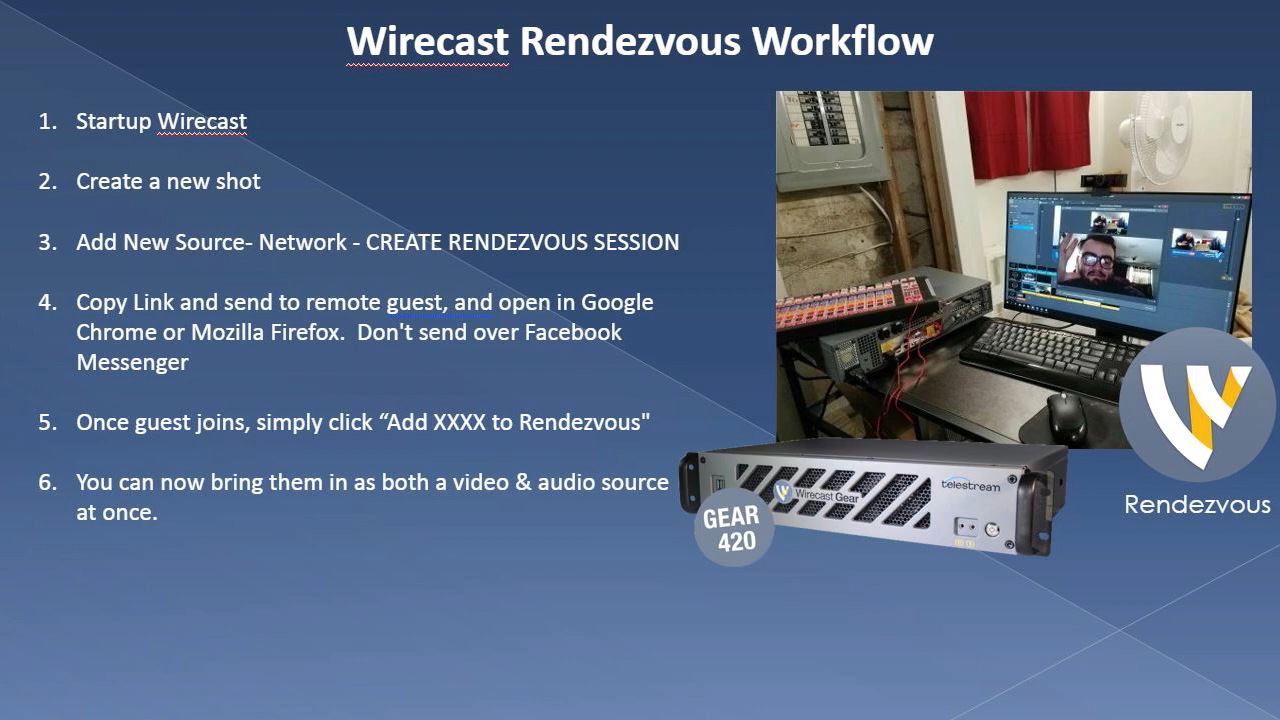 Wirecast Rendezvous Workflow
1. Startup Wirecast
2. Create a new shot
3. Add New Source- Network - CREATE RENDEZVOUS SESSION
4. Copy Link and send to remote guest, and open in Google
Chrome or Mozilla Firefox.  Don't send over Facebook
Messenger
5. Once guest joins, simply click “Add XXXX to Rendezvous"
6. You can now bring them in as both a video & audio source
at once.
Wirecast Gear
telestream
GEAR
420
Rendezvous